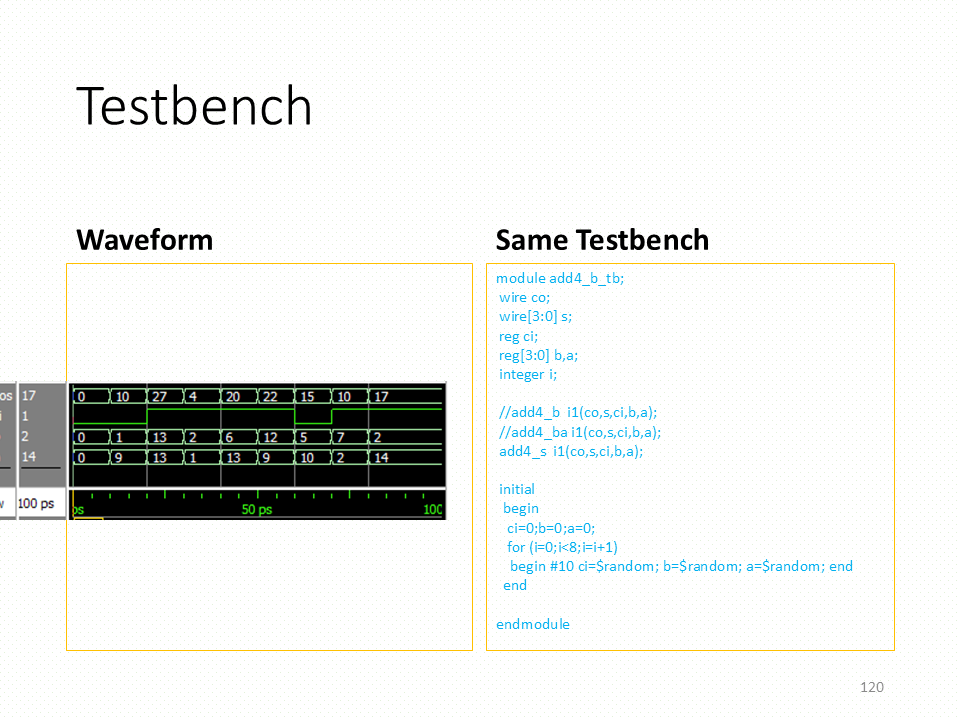 Testbench
Waveform
os 17 0 10 27 4 20 22 15 10 17
i 1
2 0 1 13 2 6 12 5 7 2
14 0 9 13 1 13 9 10 2 14
100 ps ps 50 ps 100
Same Testbench
module add4_b_tb;
wire co;
wire[3:0] s;
reg ci;
reg[3:0] b,a;
integer i;
//add4_b i1(co,s,ci,b,a);
//add4_ba i1(co,s,ci,b,a);
add4_s i1(co,s,ci,b,a);
initial
begin
ci=0;b=0;a=0;
for (i=0;i<8;i=i+1)
begin #10 ci=$random; b=$random; a=$random; end
end
endmodule
120